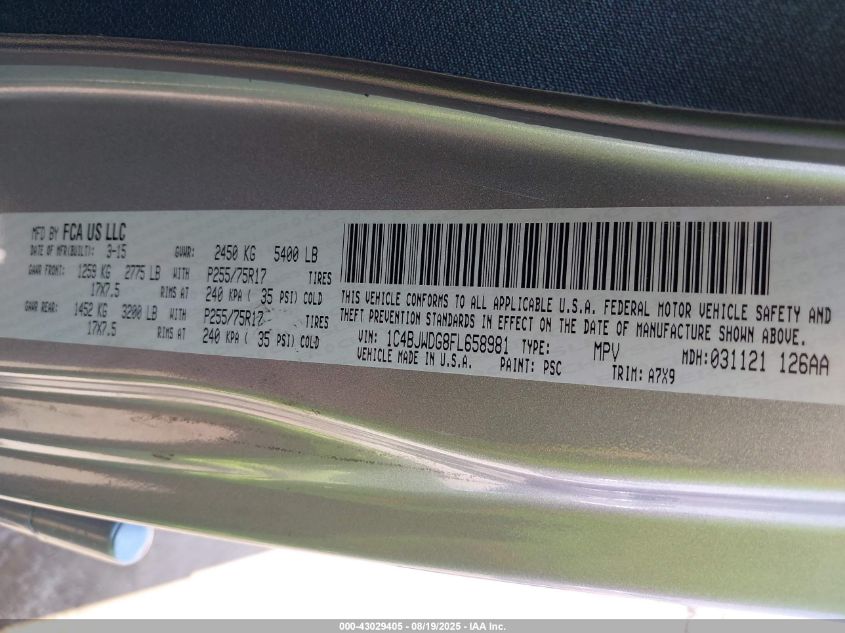 MFD BY FCA US LLC
DATE OF MFR(BUILT): 3-15 GVWR: 2450 KG 5400 LB
GAWR FRONT: 1259 KG 2775 LB WITH P255/75R17 TIRES
17X7.5 RIMS AT 240 KPA ( 35 PSI) COLD
GAWR REAR: 1452 KG 3200 LB WITH P255/75R17 TIRES
17X7.5 RIMS AT 240 KPA ( 35 PSI) COLD
THIS VEHICLE CONFORMS TO ALL APPLICABLE U.S.A. FEDERAL MOTOR VEHICLE SAFETY AND
THEFT PREVENTION STANDARDS IN EFFECT ON THE DATE OF MANUFACTURE SHOWN ABOVE.
VIN: 1C4BJWDG8FL658981 TYPE: MPV MDH: 031121 126AA
VEHICLE MADE IN U.S.A. PAINT: PSC TRIM: A7X9
000-43029405 - 08/19/2025 - IAA Inc.